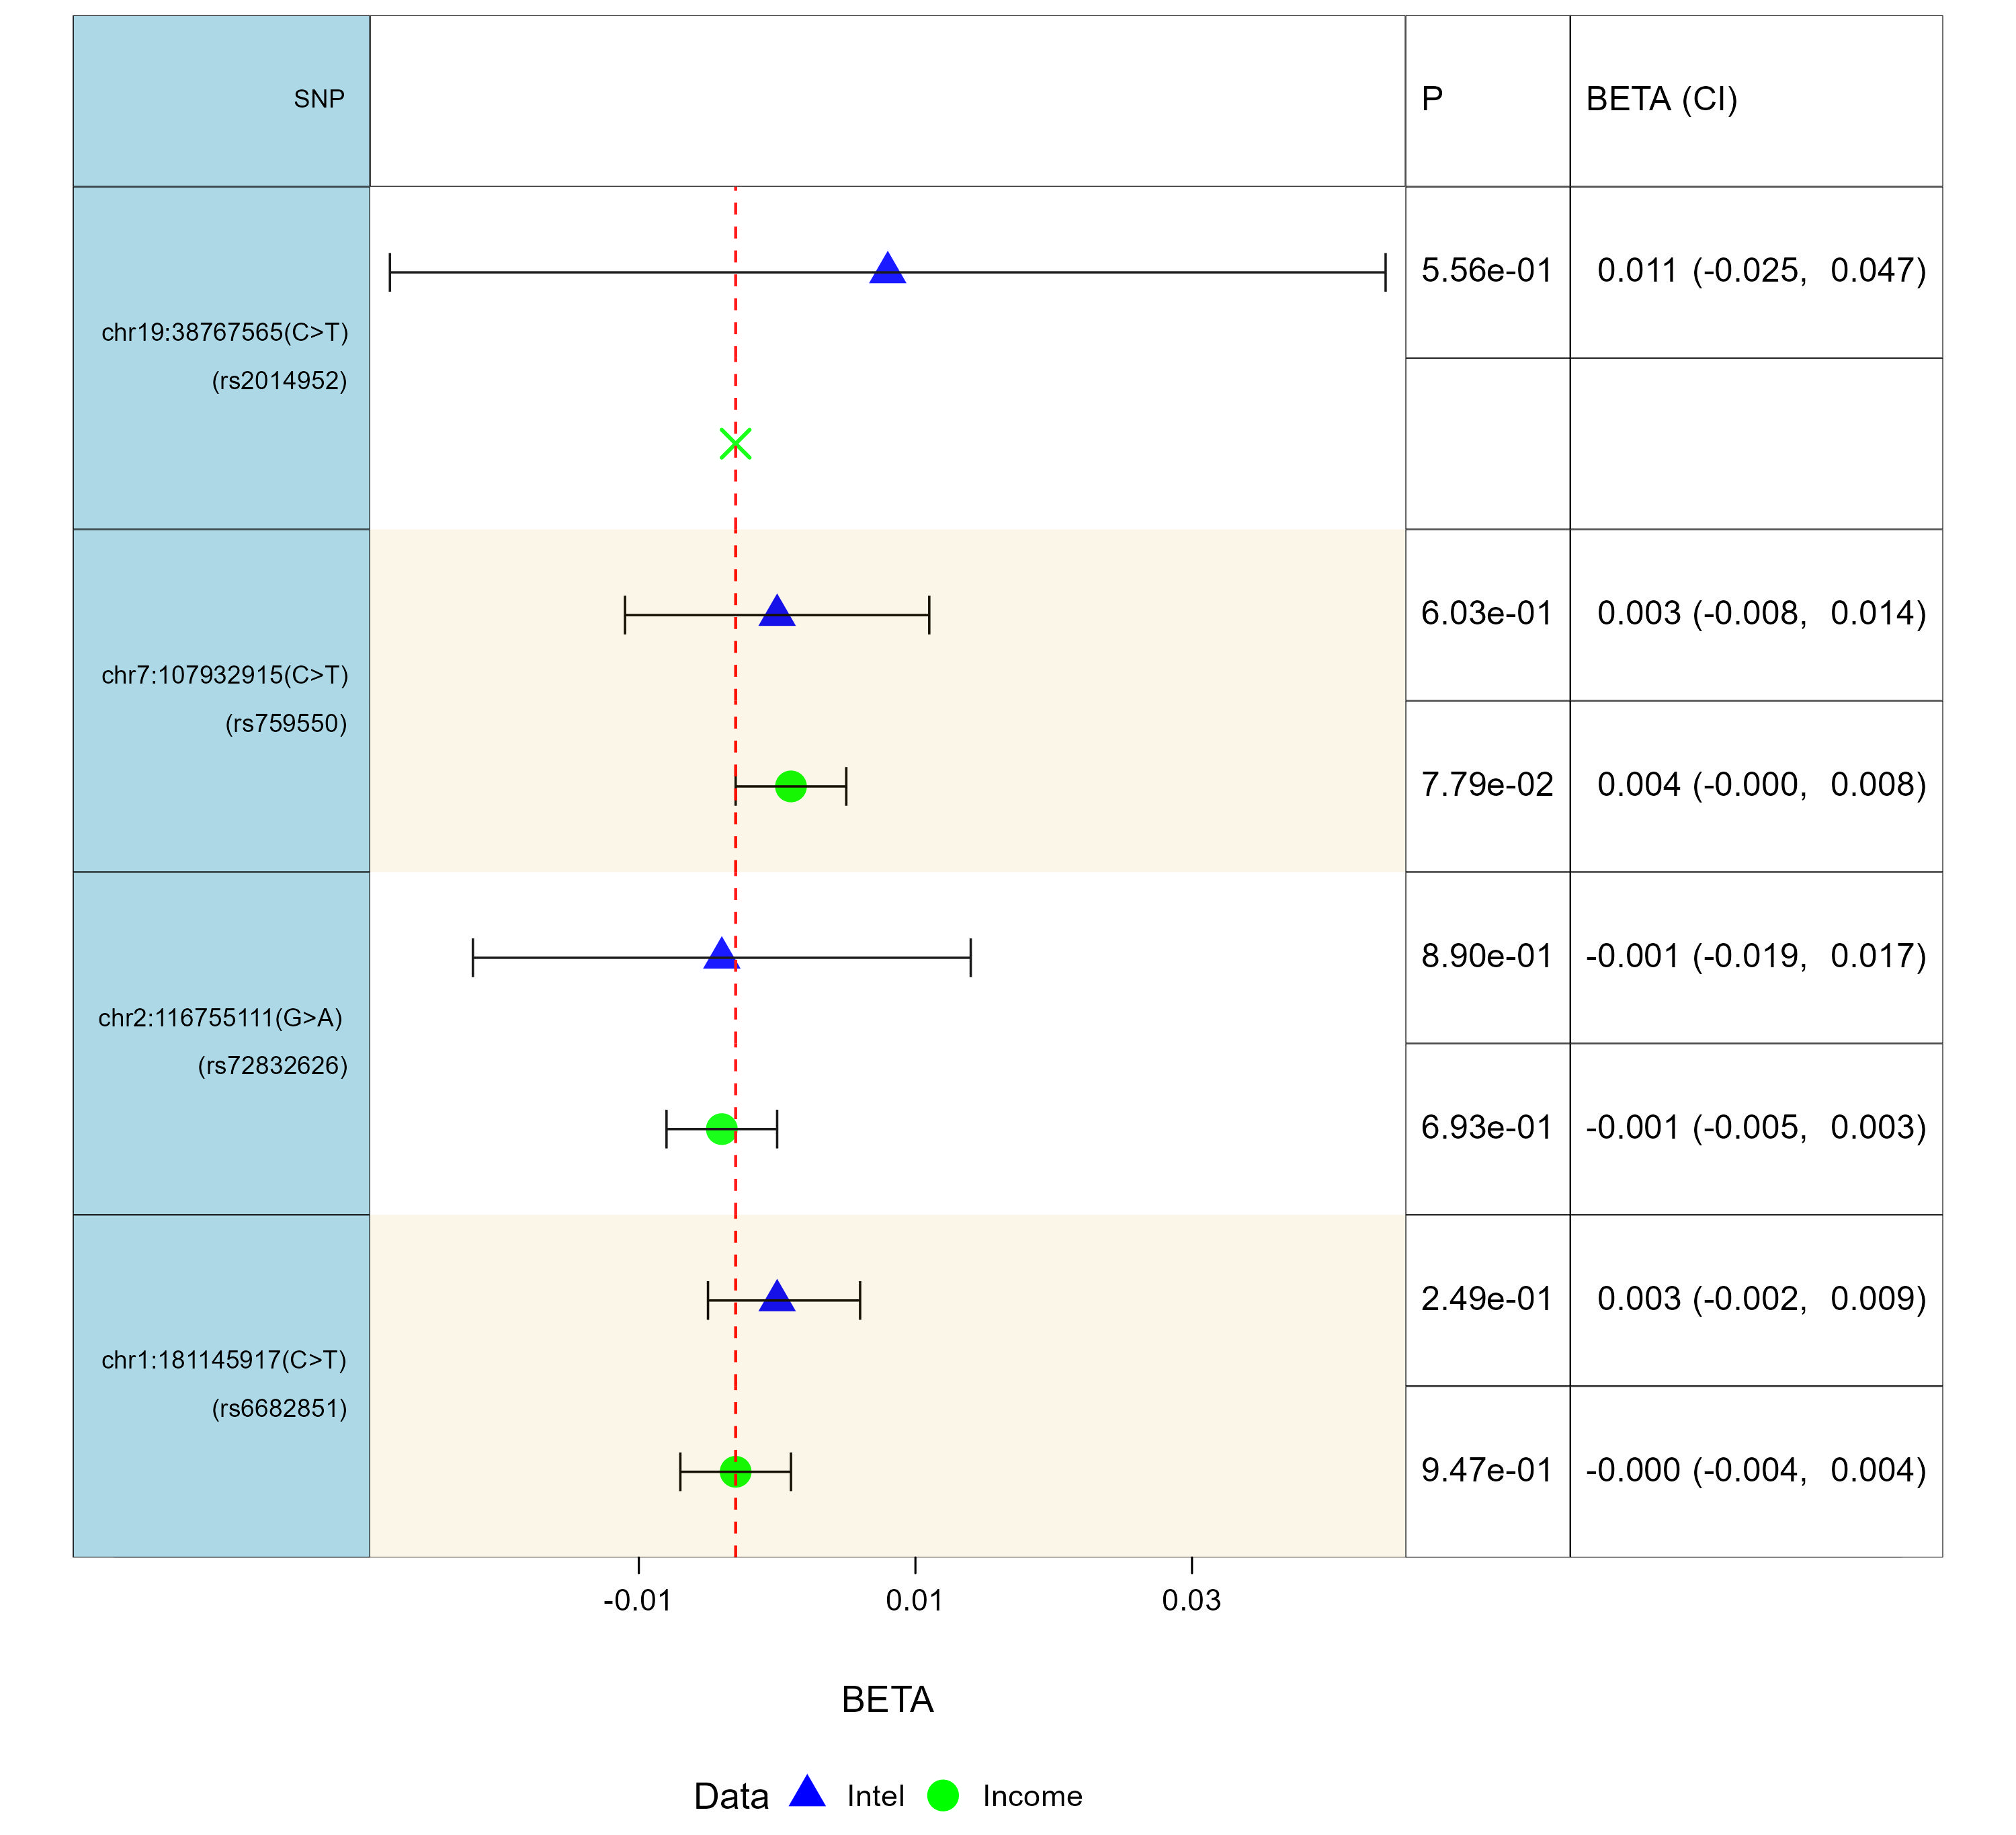 SNP
P
BETA (CI)
chr19:38767565(C>T)
(rs2014952)
5.56e-01
0.011 (-0.025, 0.047)
chr7:107932915(C>T)
(rs759550)
6.03e-01
0.003 (-0.008, 0.014)
7.79e-02
0.004 (-0.000, 0.008)
chr2:116755111(G>A)
(rs72832626)
8.90e-01
-0.001 (-0.019, 0.017)
6.93e-01
-0.001 (-0.005, 0.003)
chr1:181145917(C>T)
(rs6682851)
2.49e-01
0.003 (-0.002, 0.009)
9.47e-01
-0.000 (-0.004, 0.004)
-0.01
0.01
0.03
BETA
Data Intel Income